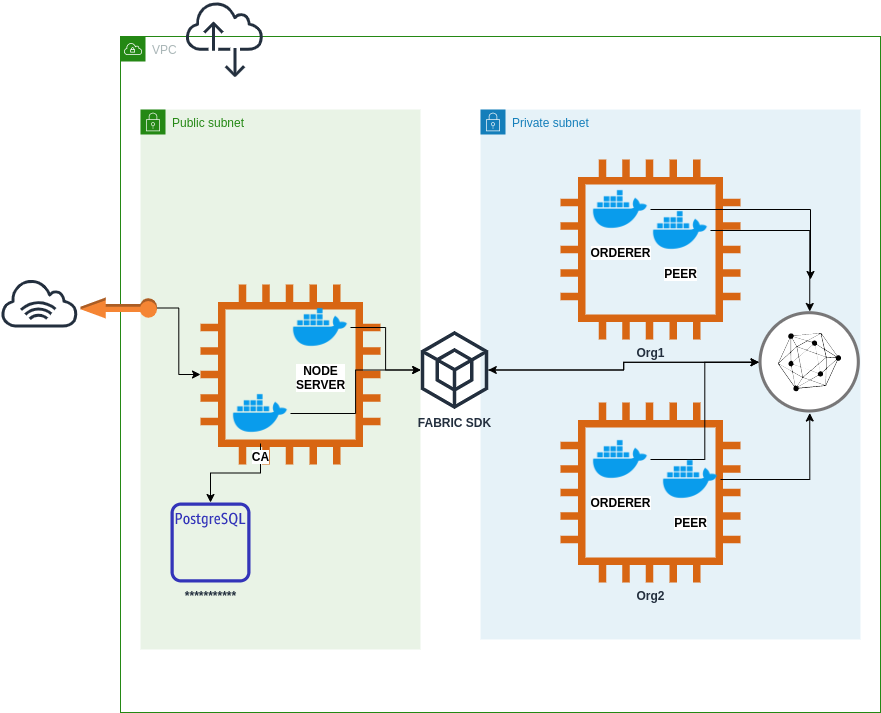 VPC
Public subnet
Private subnet
ORDERER
PEER
Org1
NODE
SERVER
FABRIC SDK
CA
PostgreSQL
***********
ORDERER
PEER
Org2